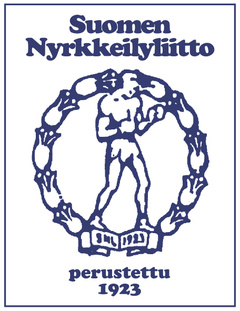 Suomen
Nyrkkeilyliitto
SNL 1923
perustettu
1923